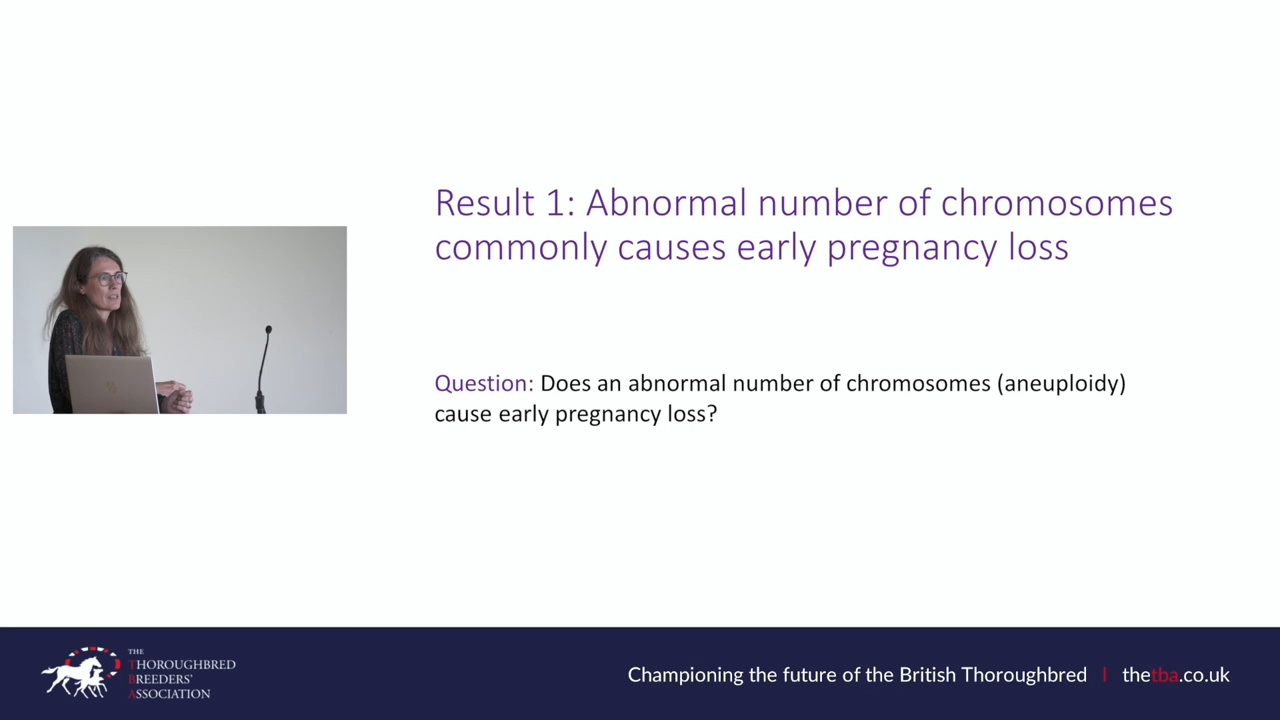 Result 1: Abnormal number of chromosomes
commonly causes early pregnancy loss
Question: Does an abnormal number of chromosomes (aneuploidy)
cause early pregnancy loss?
THE
THOROUGHBRED
BREEDERS'
ASSOCIATION
Championing the future of the British Thoroughbred | thetba.co.uk